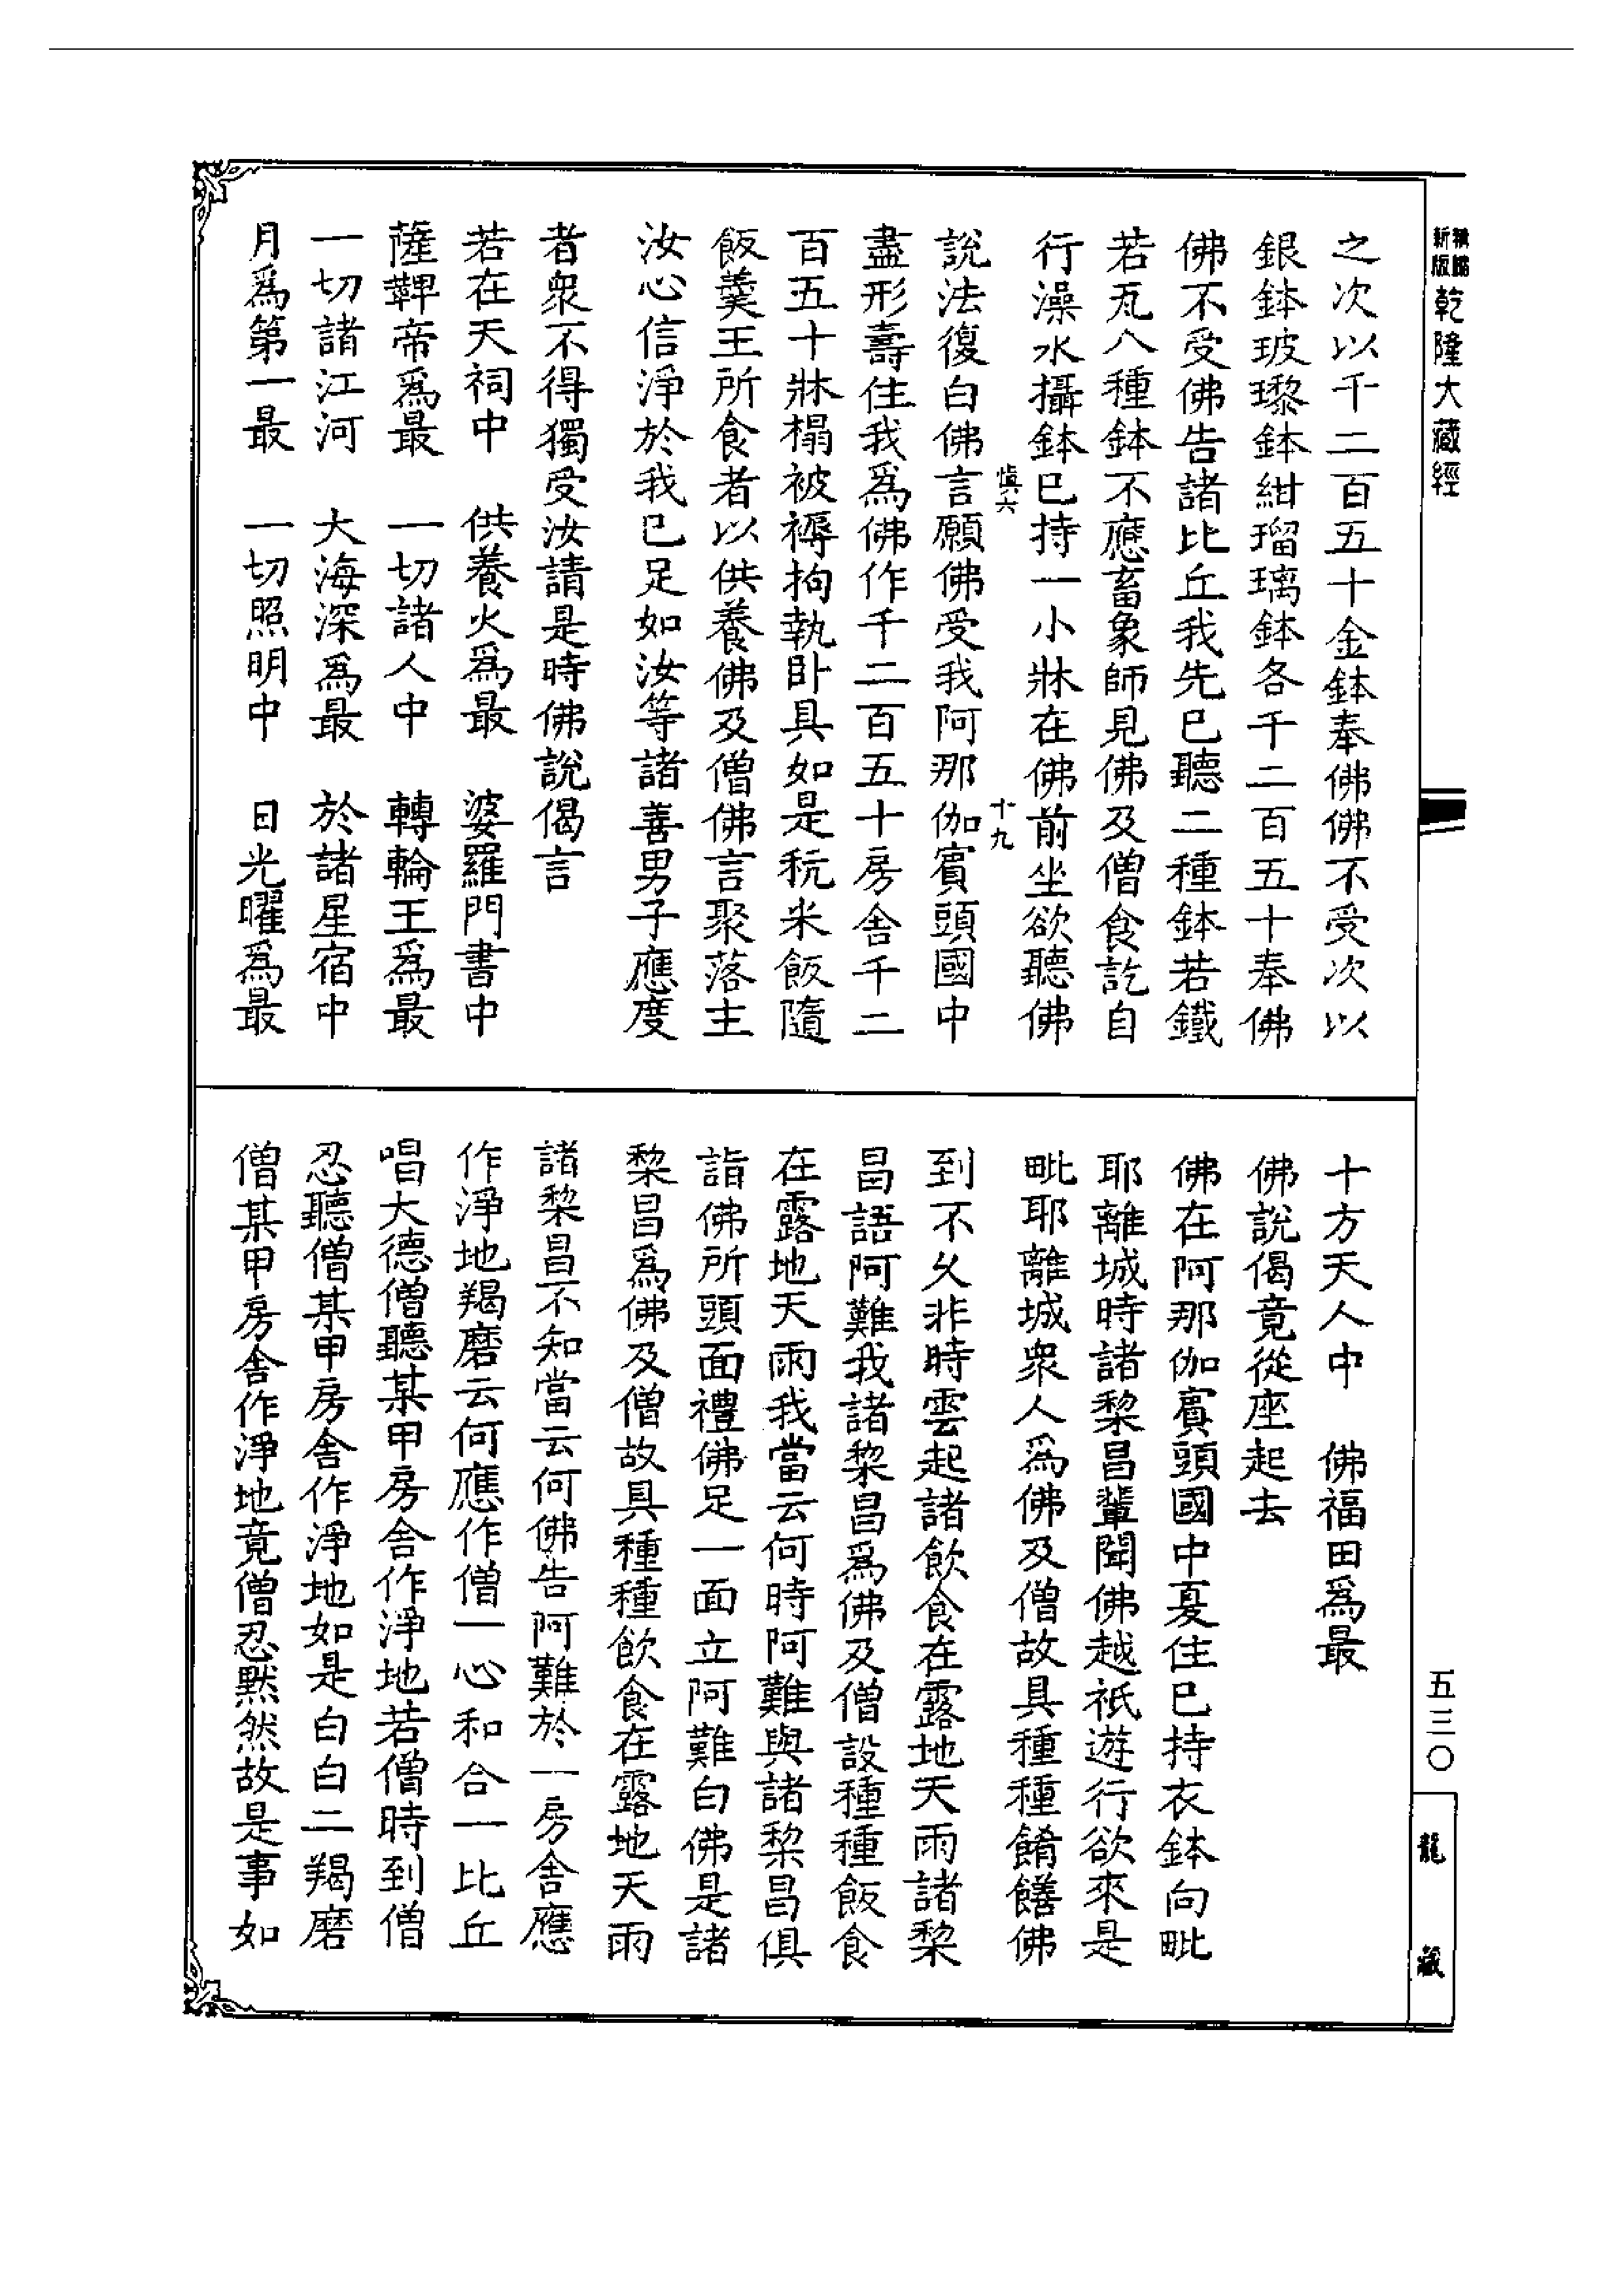 新編
新版
乾隆大藏經
之次以千二百五十金鉢奉佛佛不受次以
銀鉢玻瓈鉢紺瑠璃鉢各千二百五十奉佛
佛不受佛告諸比丘我先已聽二種鉢若鐵
若瓦八種鉢不應畜象師見佛及僧食訖自
行澡水攝鉢已持一小牀在佛前坐欲聽佛
慎六
十九
說法復白佛言願佛受我阿那伽賓頭國中
盡形壽住我爲佛作千二百五十房舍千二
百五十牀榻被褥拘執卧具如是秔米飯隨
飯羹王所食者以供養佛及僧佛言聚落主
汝心信淨於我已足如汝等諸善男子應度
者衆不得獨受汝請是時佛說偈言
若在天祠中　供養火爲最　婆羅門書中
薩鞞帝爲最　一切諸人中　轉輪王爲最
一切諸江河　大海深爲最　於諸星宿中
月爲第一最　一切照明中　日光曜爲最
十方天人中　佛福田爲最
佛說偈竟從座起去
佛在阿那伽賓頭國中夏住已持衣鉢向毗
耶離城時諸黎昌輩聞佛越祇遊行欲來是
毗耶離城衆人爲佛及僧故具種種餚饍佛
到不久非時雲起諸飲食在露地天雨諸黎
昌語阿難我諸黎昌爲佛及僧設種種飯食
在露地天雨我當云何時阿難與諸黎昌俱
詣佛所頭面禮佛足一面立阿難白佛是諸
黎昌爲佛及僧故具種種飲食在露地天雨
諸黎昌不知當云何佛告阿難於一房舍應
作淨地羯磨云何應作僧一心和合一比丘
唱大德僧聽某甲房舍作淨地若僧時到僧
忍聽僧某甲房舍作淨地如是白白二羯磨
僧某甲房舍作淨地竟僧忍默然故是事如
五三〇
龍藏